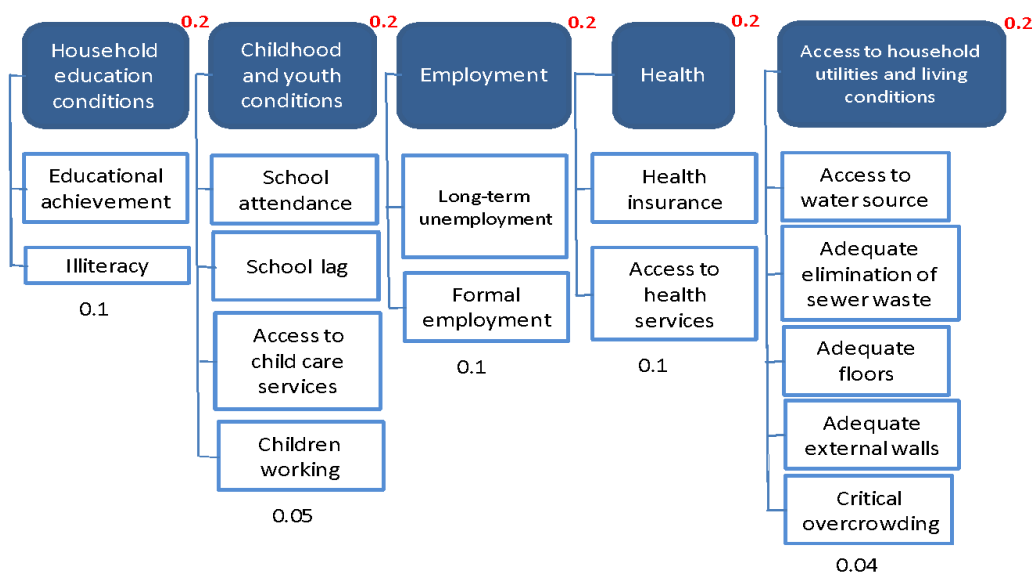 0.2
Household
education
conditions
Educational
achievement
Illiteracy
0.1
0.2
Childhood
and youth
conditions
School
attendance
School lag
Access to
child care
services
Children
working
0.05
0.2
Employment
Long-term
unemployment
Formal
employment
0.1
0.2
Health
Health
insurance
Access to
health
services
0.1
0.2
Access to household
utilities and living
conditions
Access to
water source
Adequate
elimination of
sewer waste
Adequate
floors
Adequate
external walls
Critical
overcrowding
0.04